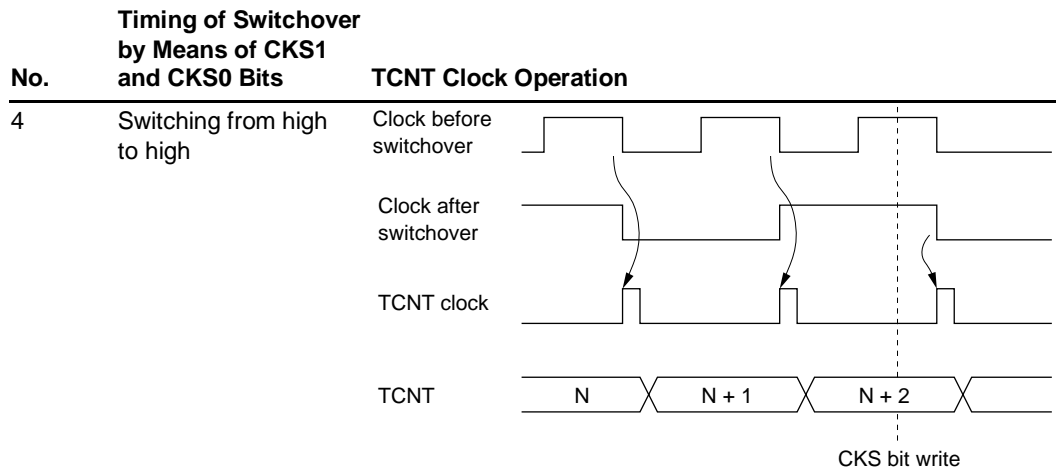 Timing of Switchover
by Means of CKS1
No. and CKS0 Bits TCNT Clock Operation
4 Switching from high
to high
Clock before
switchover
Clock after
switchover
TCNT clock
TCNT N N + 1 N + 2
CKS bit write